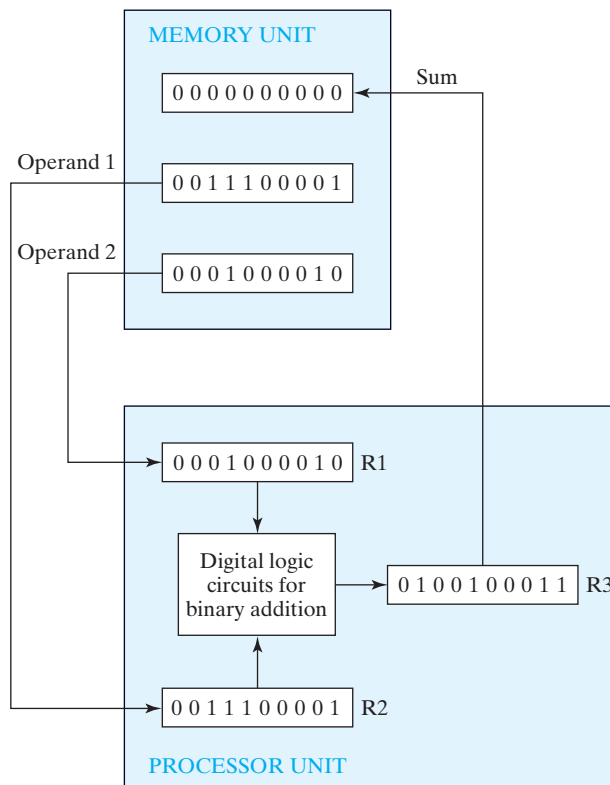 MEMORY UNIT
0 0 0 0 0 0 0 0 0 0
Sum
Operand 1
0 0 1 1 1 0 0 0 0 1
Operand 2
0 0 0 1 0 0 0 0 1 0
0 0 0 1 0 0 0 0 1 0
R1
Digital logic
circuits for
binary addition
0 1 0 0 1 0 0 0 1 1
R3
0 0 1 1 1 0 0 0 0 1
R2
PROCESSOR UNIT